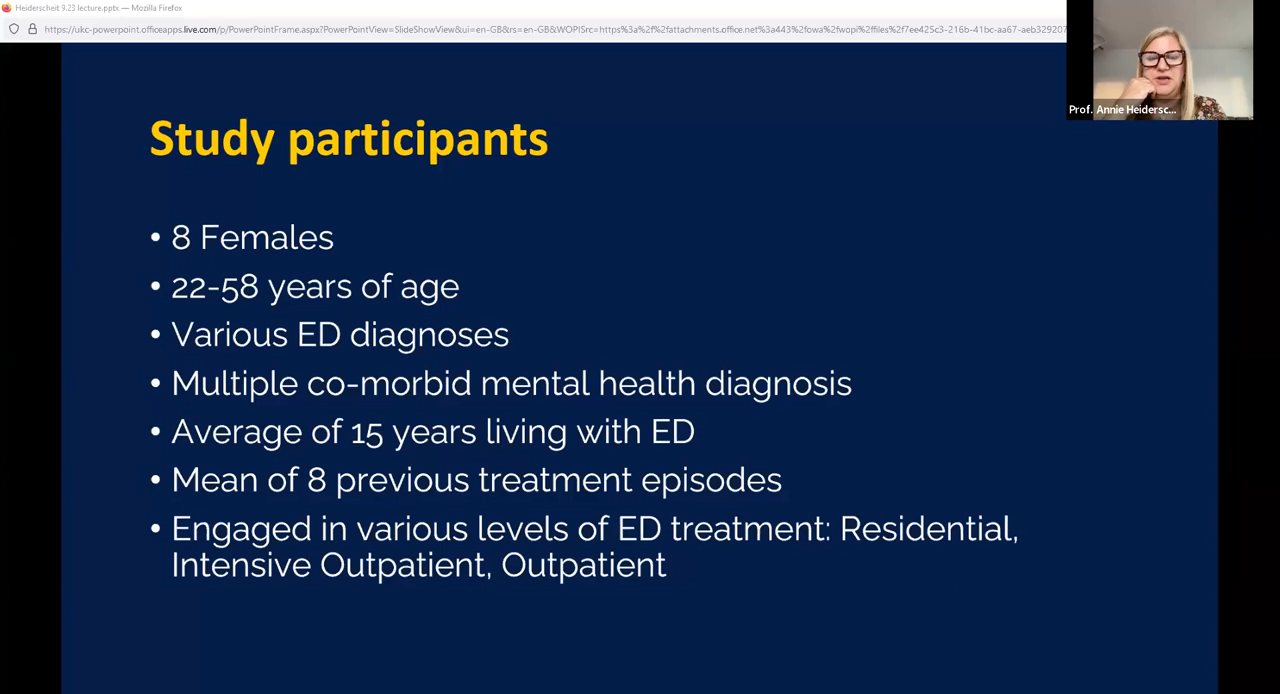 Heiderscheit 9.23 lecture.pptx — Mozilla Firefox
https://ukc-powerpoint.officeapps.live.com/p/PowerPointFrame.aspx?PowerPointView=SlideShowView&ui=en-GB&rs=en-GB&WOPISrc=https%3a%2f%2fattachments.office.net%3a443%2fowa%2fwopi%2ffiles%2f7ee425c3-216b-41bc-aa67-aeb329207
Prof. Annie Heidersc...
Study participants
• 8 Females
• 22-58 years of age
• Various ED diagnoses
• Multiple co-morbid mental health diagnosis
• Average of 15 years living with ED
• Mean of 8 previous treatment episodes
• Engaged in various levels of ED treatment: Residential,
Intensive Outpatient, Outpatient